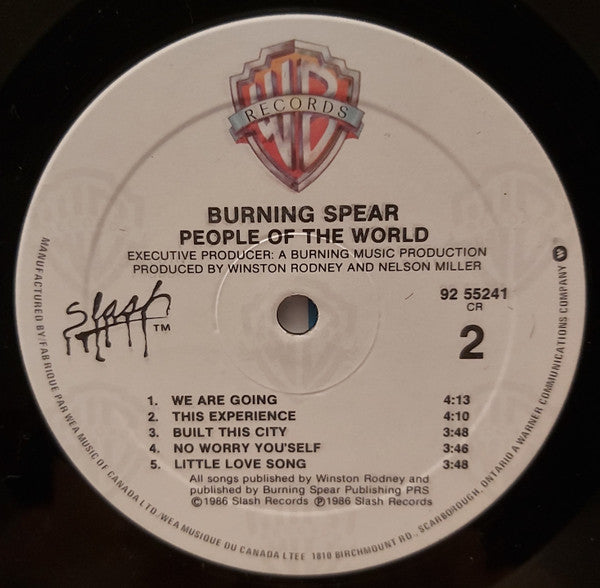 WB
RECORDS
BURNING SPEAR
PEOPLE OF THE WORLD
EXECUTIVE PRODUCER: A BURNING MUSIC PRODUCTION
PRODUCED BY WINSTON RODNEY AND NELSON MILLER
slash TM
92 55241
CR
2
1. WE ARE GOING 4:13
2. THIS EXPERIENCE 4:10
3. BUILT THIS CITY 3:48
4. NO WORRY YOU'SELF 3:46
5. LITTLE LOVE SONG 3:48
All songs published by Winston Rodney and
published by Burning Spear Publishing PRS
©1986 Slash Records ℗1986 Slash Records
MANUFACTURED BY/FABRIQUE PAR WEA MUSIC OF CANADA LTD./WEA MUSIQUE DU CANADA LTEE 1810 BIRCHMOUNT RD., SCARBOROUGH, ONTARIO A WARNER COMMUNICATIONS COMPANY